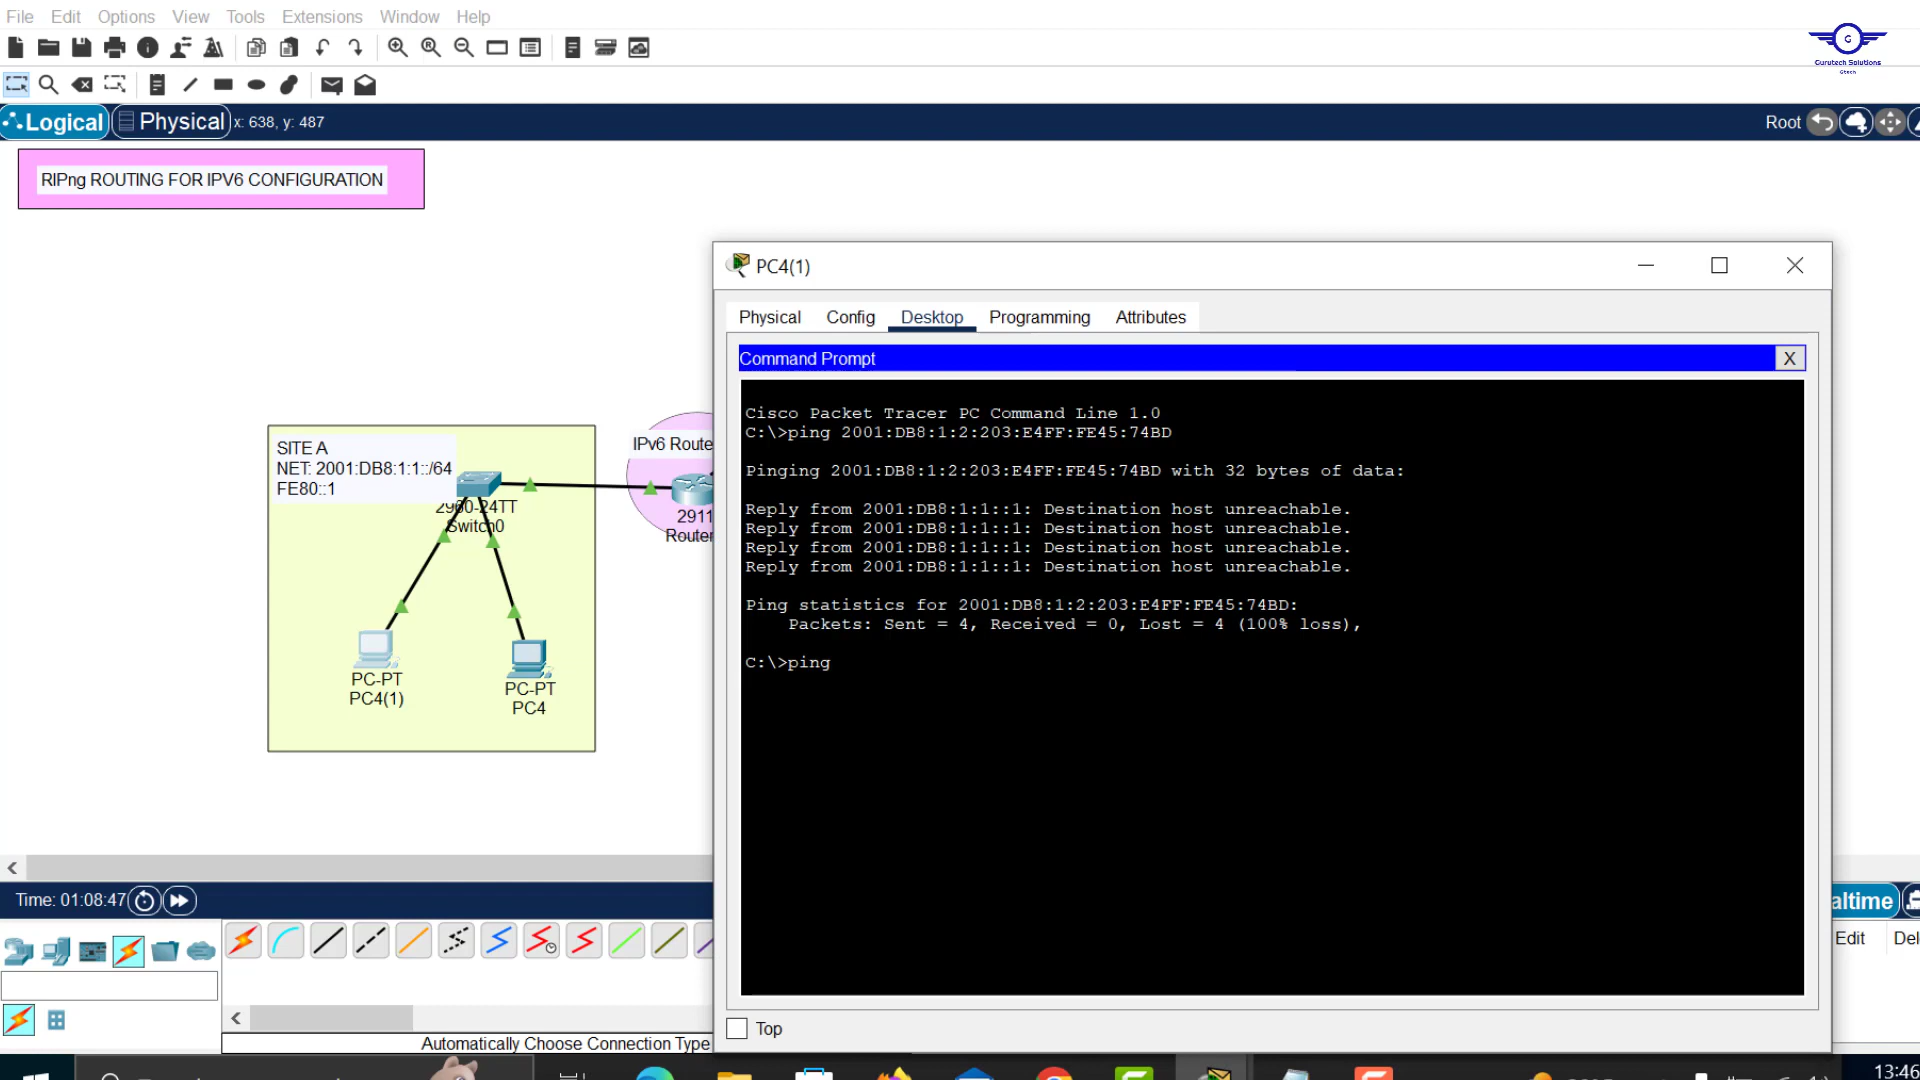 File Edit Options View Tools Extensions Window Help
G
Gurutech Solutions
Gtech
Logical Physical x: 638, y: 487
Root
RIPng ROUTING FOR IPV6 CONFIGURATION
SITE A
NET: 2001:DB8:1:1::/64
FE80::1
2960-24TT
Switch0
IPv6 Route
2911
Router
PC-PT
PC4(1)
PC-PT
PC4
PC4(1)
Physical Config Desktop Programming Attributes
Command Prompt
X
Cisco Packet Tracer PC Command Line 1.0
C:\>ping 2001:DB8:1:2:203:E4FF:FE45:74BD
Pinging 2001:DB8:1:2:203:E4FF:FE45:74BD with 32 bytes of data:
Reply from 2001:DB8:1:1::1: Destination host unreachable.
Reply from 2001:DB8:1:1::1: Destination host unreachable.
Reply from 2001:DB8:1:1::1: Destination host unreachable.
Reply from 2001:DB8:1:1::1: Destination host unreachable.
Ping statistics for 2001:DB8:1:2:203:E4FF:FE45:74BD:
Packets: Sent = 4, Received = 0, Lost = 4 (100% loss),
C:\>ping
Top
Time: 01:08:47
altime
Edit Del
Automatically Choose Connection Type
13:46